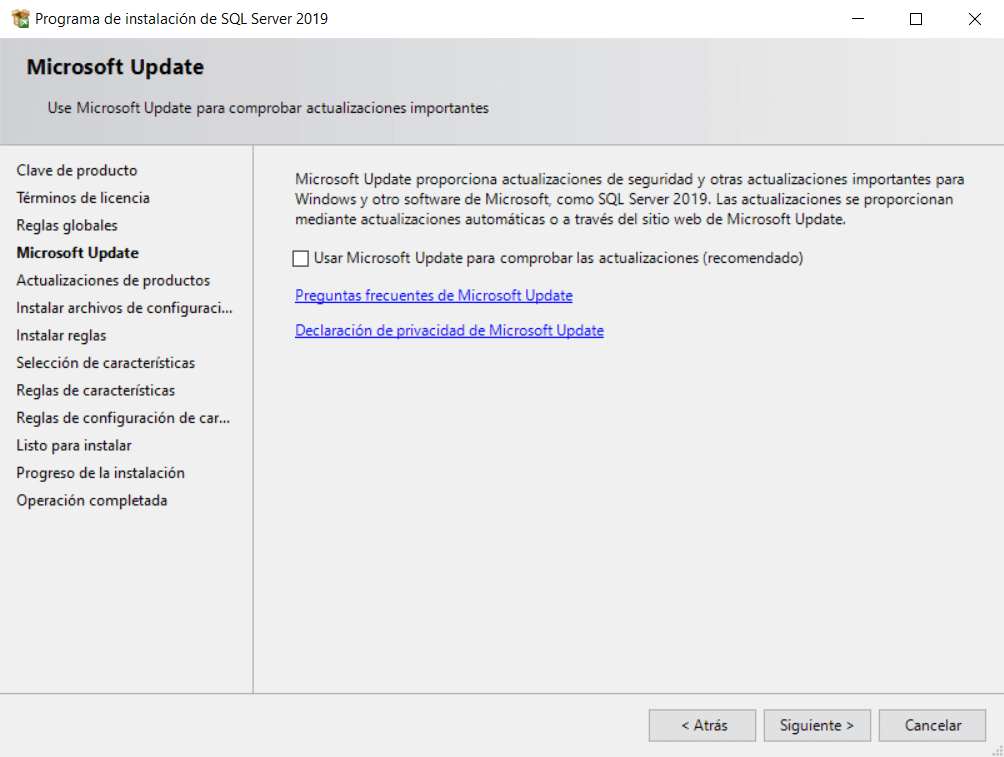 Programa de instalación de SQL Server 2019
Microsoft Update
Use Microsoft Update para comprobar actualizaciones importantes
Clave de producto
Términos de licencia
Reglas globales
Microsoft Update
Actualizaciones de productos
Instalar archivos de configuraci...
Instalar reglas
Selección de características
Reglas de características
Reglas de configuración de car...
Listo para instalar
Progreso de la instalación
Operación completada
Microsoft Update proporciona actualizaciones de seguridad y otras actualizaciones importantes para
Windows y otro software de Microsoft, como SQL Server 2019. Las actualizaciones se proporcionan
mediante actualizaciones automáticas o a través del sitio web de Microsoft Update.
Usar Microsoft Update para comprobar las actualizaciones (recomendado)
Preguntas frecuentes de Microsoft Update
Declaración de privacidad de Microsoft Update
< Atrás
Siguiente >
Cancelar